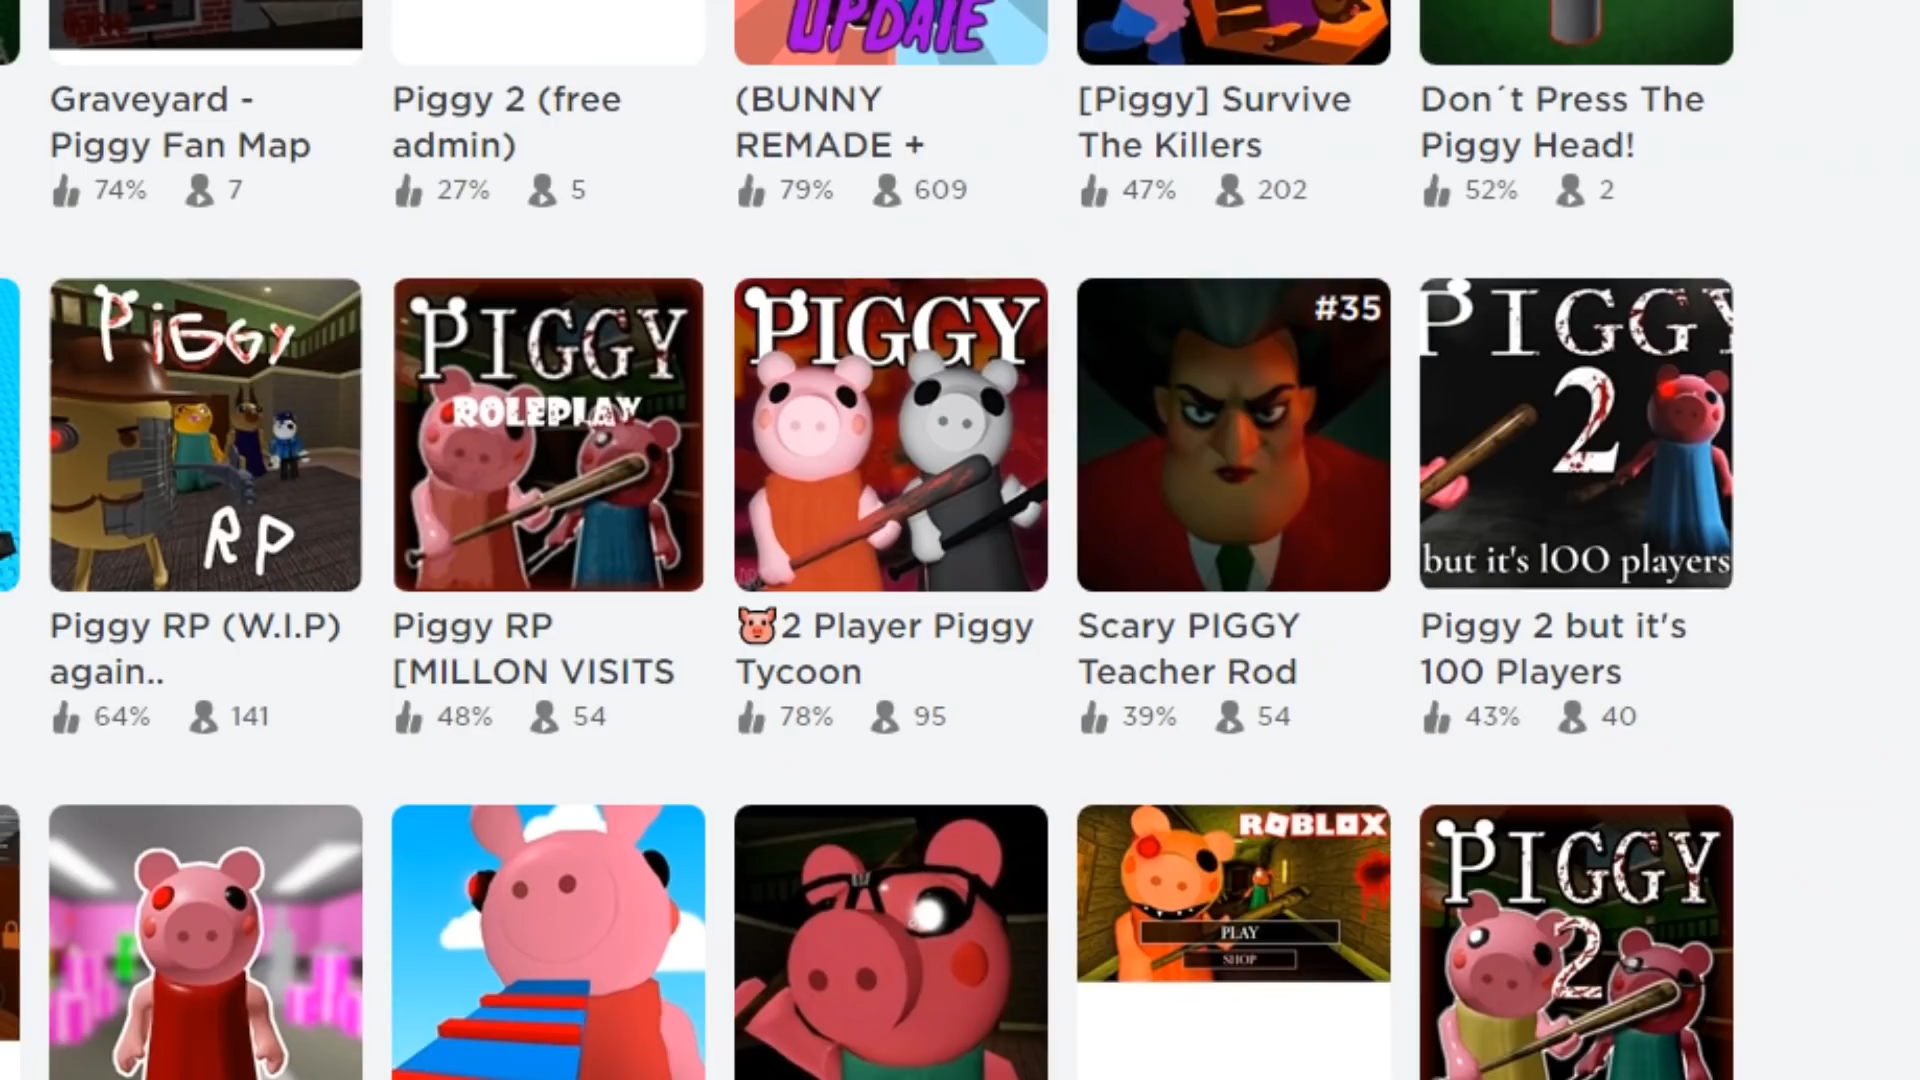 UPDATE
Graveyard -
Piggy Fan Map
74% 7
Piggy 2 (free
admin)
27% 5
(BUNNY
REMADE +
79% 609
[Piggy] Survive
The Killers
47% 202
Don´t Press The
Piggy Head!
52% 2
PiGGy
RP
Piggy RP (W.I.P)
again..
64% 141
PIGGY
ROLEPLAY
Piggy RP
[MILLON VISITS
48% 54
PIGGY
🐷2 Player Piggy
Tycoon
78% 95
#35
Scary PIGGY
Teacher Rod
39% 54
PIGGY
2
but it's 100 players
Piggy 2 but it's
100 Players
43% 40
ROBLOX
PLAY
SHOP
PIGGY
2